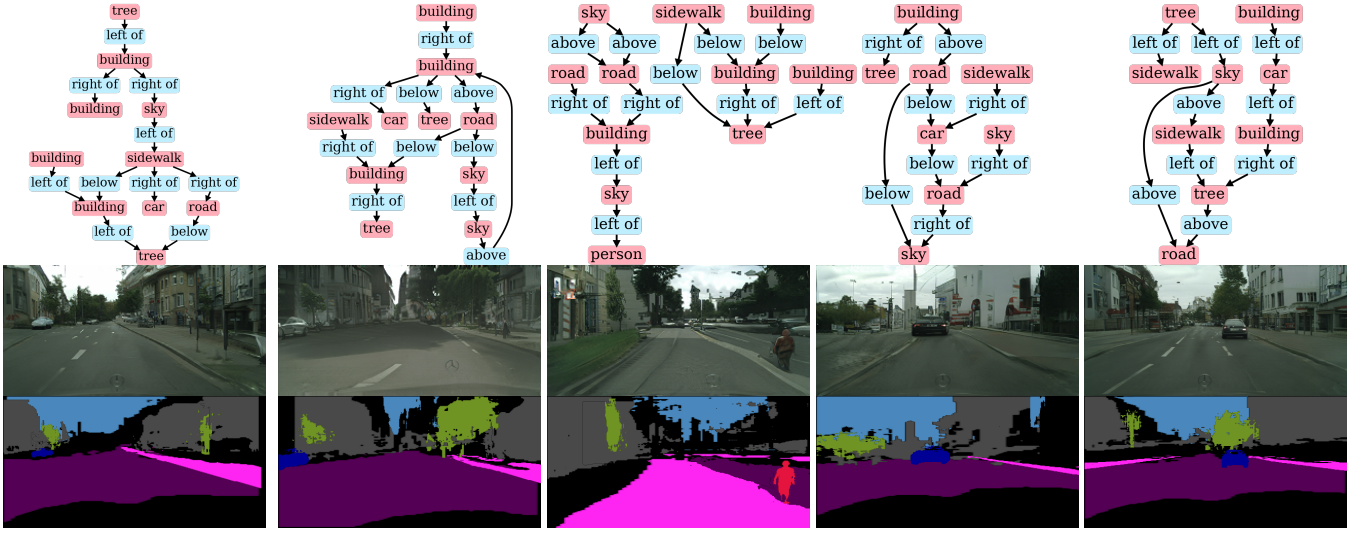 tree
left of
building
right of right of
building sky
left of
building sidewalk
left of below right of right of
building car road
left of below
tree
building
right of
building
right of below above
sidewalk car tree road
right of below below
building sky
right of left of
tree sky
above
sky sidewalk building
above above below below
road road below building building
right of right of right of left of
building tree
left of
sky
left of
person
building
right of above
tree road sidewalk
below right of
car sky
below right of
below road
right of
sky
tree building
left of left of left of
sidewalk sky car
above left of
sidewalk building
left of right of
above tree
above
road